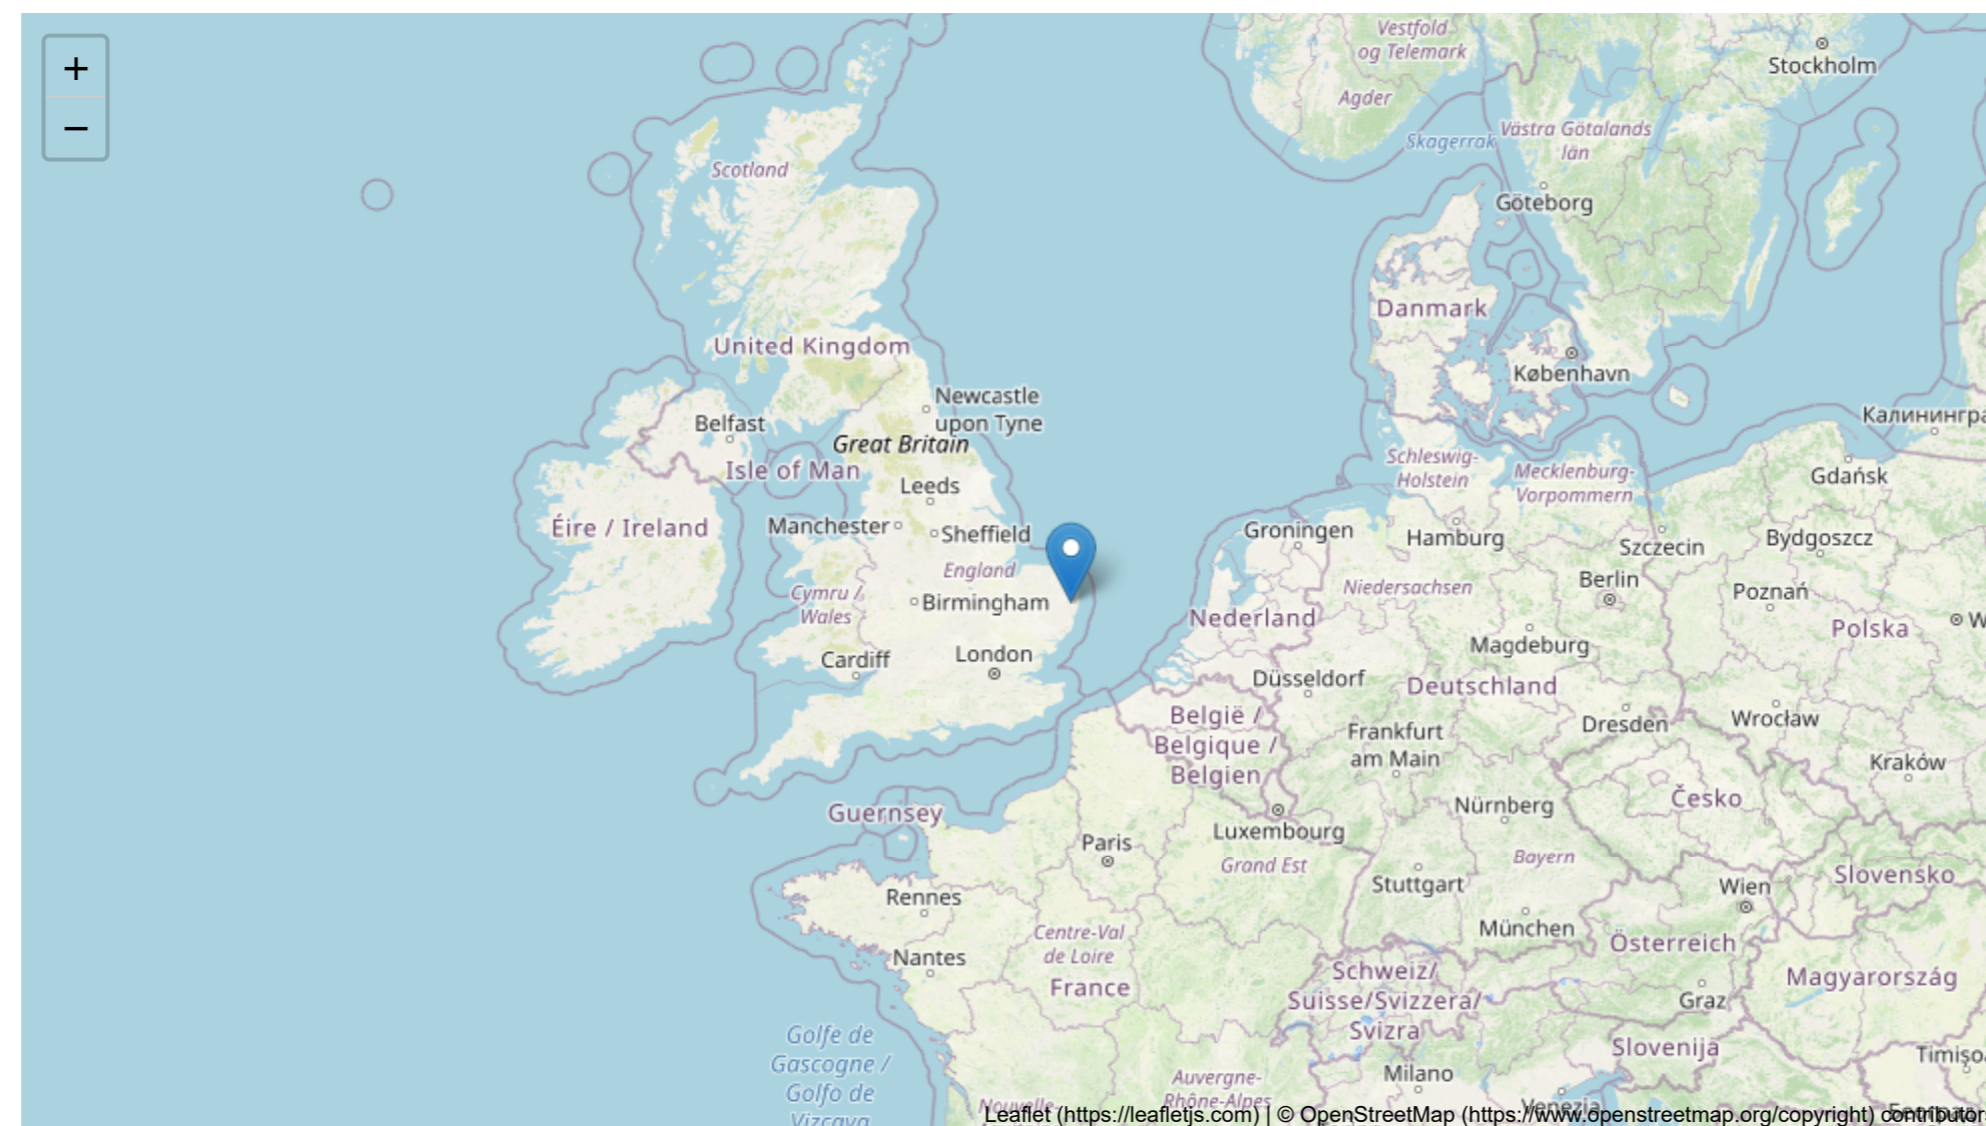 +
−
Vestfold
og Telemark
Stockholm
Agder
Skagerrak
Västra Götalands
län
Scotland
Göteborg
Danmark
United Kingdom
København
Newcastle
upon Tyne
Belfast
Great Britain
Isle of Man
Leeds
Schleswig-
Holstein
Mecklenburg-
Vorpommern
Gdańsk
Éire / Ireland
Manchester
Sheffield
Groningen
Hamburg
Szczecin
Bydgoszcz
England
Cymru /
Wales
Birmingham
Niedersachsen
Berlin
Poznań
Nederland
Polska
W
Cardiff
London
Magdeburg
Düsseldorf
Deutschland
België /
Belgique /
Belgien
Frankfurt
am Main
Dresden
Wrocław
Kraków
Guernsey
Nürnberg
Česko
Paris
Luxembourg
Grand Est
Bayern
Rennes
Stuttgart
Wien
Slovensko
Centre-Val
de Loire
München
Österreich
Nantes
France
Schweiz/
Suisse/Svizzera/
Svizra
Magyarország
Graz
Golfe de
Gascogne /
Golfo de
Vizcaya
Slovenija
Auvergne-
Rhône-Alpes
Milano
Nouvelle-
Venezia
Leaflet (https://leafletjs.com) | © OpenStreetMap (https://www.openstreetmap.org/copyright) contributors